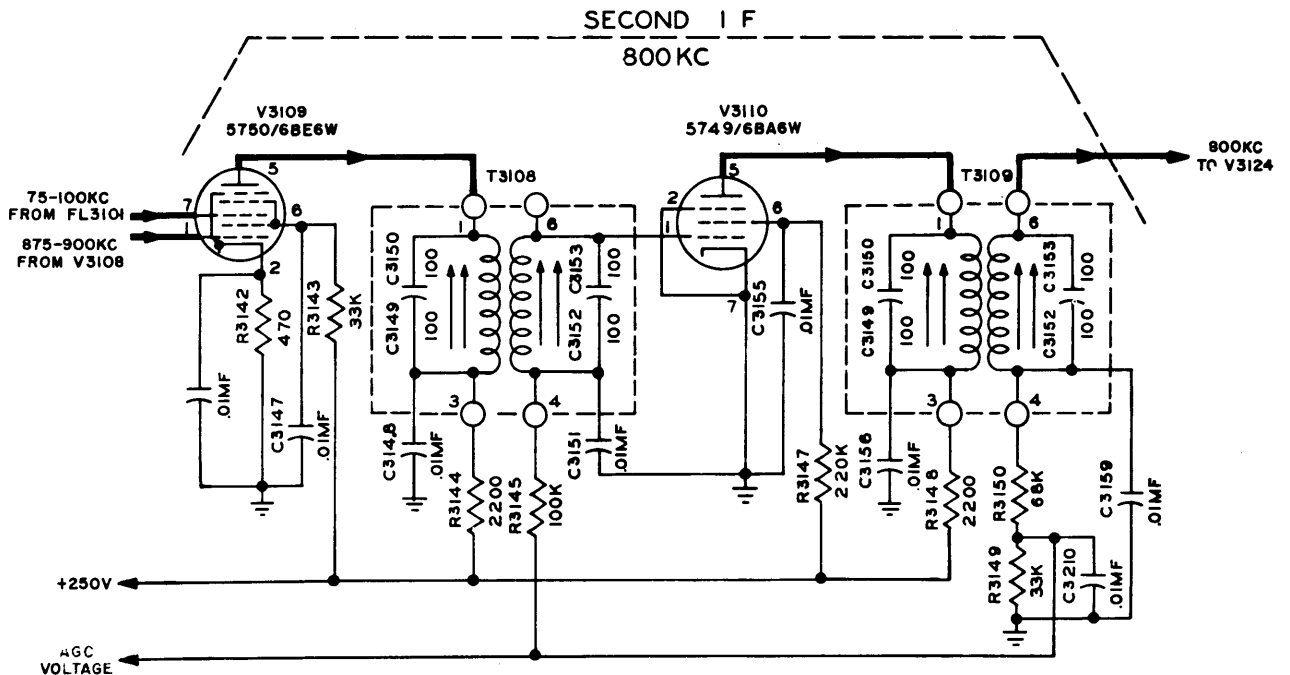 SECOND IF
800KC
V3109
5750/6BE6W
V3110
5749/6BA6W
800KC
TO V3124
75-100KC
FROM FL3101
875-900KC
FROM V3108
5
7
6
1
2
R3142
470
R3143
33K
.01MF
C3147
.01MF
T3108
1
6
C3150
100
C3149
100
C3153
100
C3152
100
3
4
C3148
.01MF
R3144
2200
R3145
100K
C3151
.01MF
5
2
1
6
7
C3155
.01MF
R3147
220K
T3109
1
6
C3150
100
C3149
100
C3153
100
C3152
100
3
4
C3156
.01MF
R3148
2200
R3150
68K
C3159
.01MF
R3149
33K
C3210
.01MF
+250V
AGC
VOLTAGE